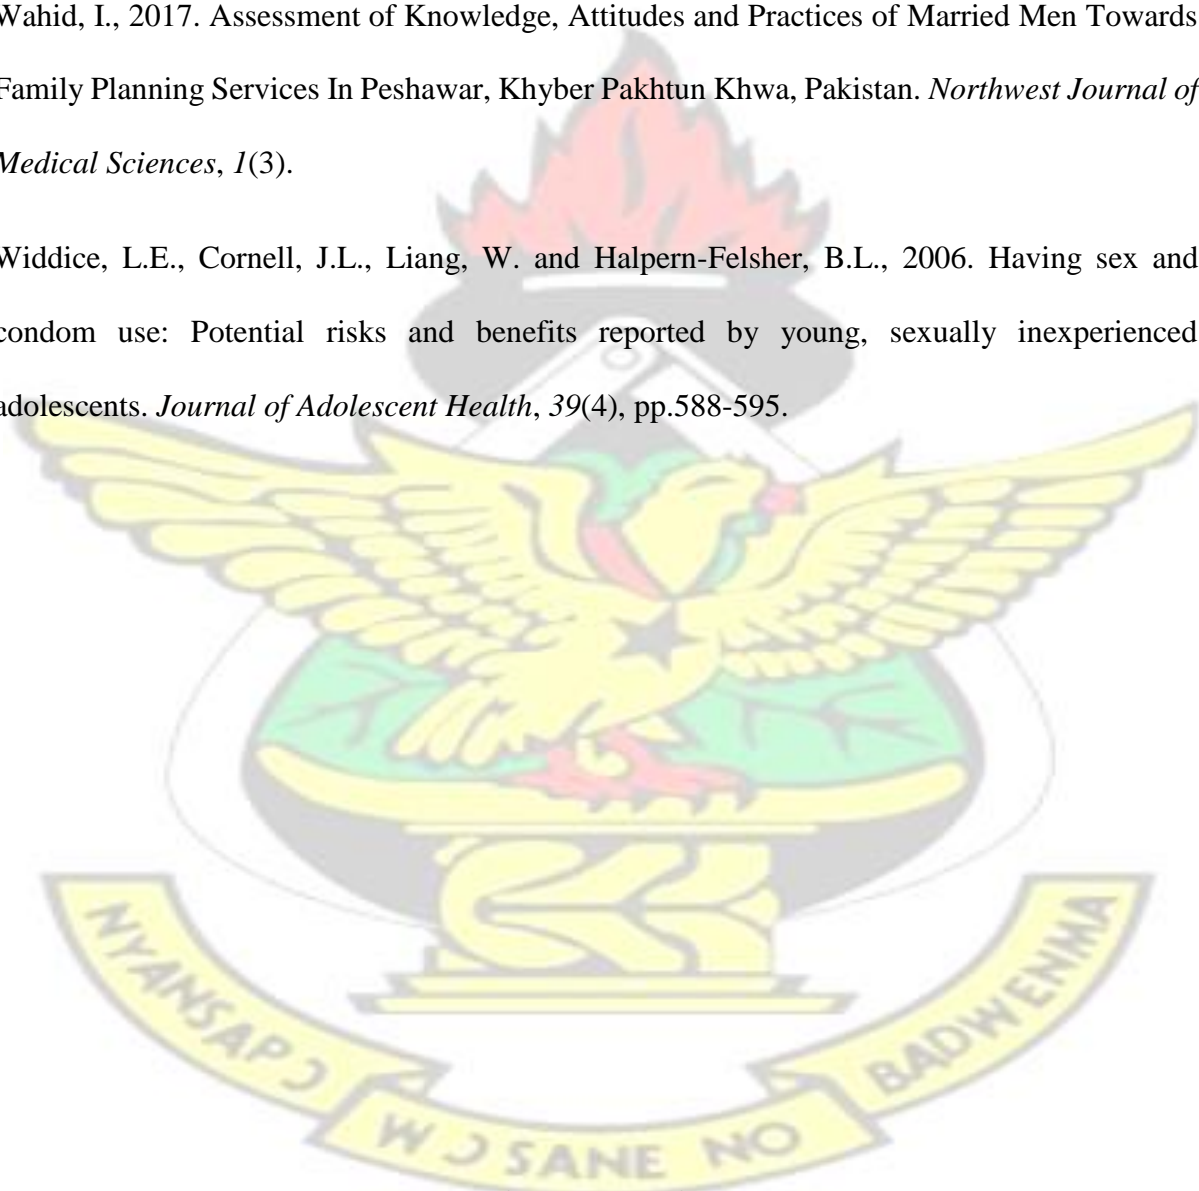 Wahid, I., 2017. Assessment of Knowledge, Attitudes and Practices of Married Men Towards
Family Planning Services In Peshawar, Khyber Pakhtun Khwa, Pakistan. Northwest Journal of
Medical Sciences, 1(3).
Widdice, L.E., Cornell, J.L., Liang, W. and Halpern-Felsher, B.L., 2006. Having sex and
condom use: Potential risks and benefits reported by young, sexually inexperienced
adolescents. Journal of Adolescent Health, 39(4), pp.588-595.
NYANSAPƆ
WƆSANE NO
BADWENMA